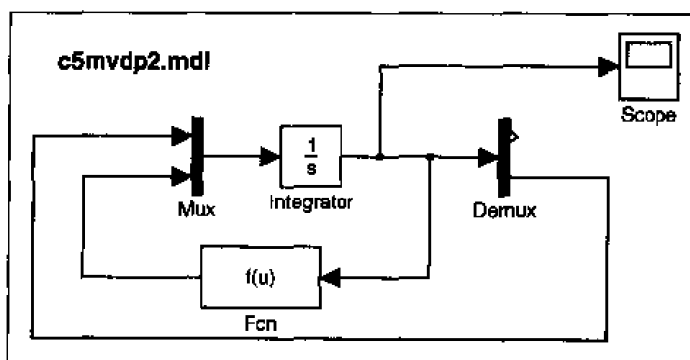 c5mvdp2.mdl
Scope
1
s
Mux
Integrator
Demux
f(u)
Fcn